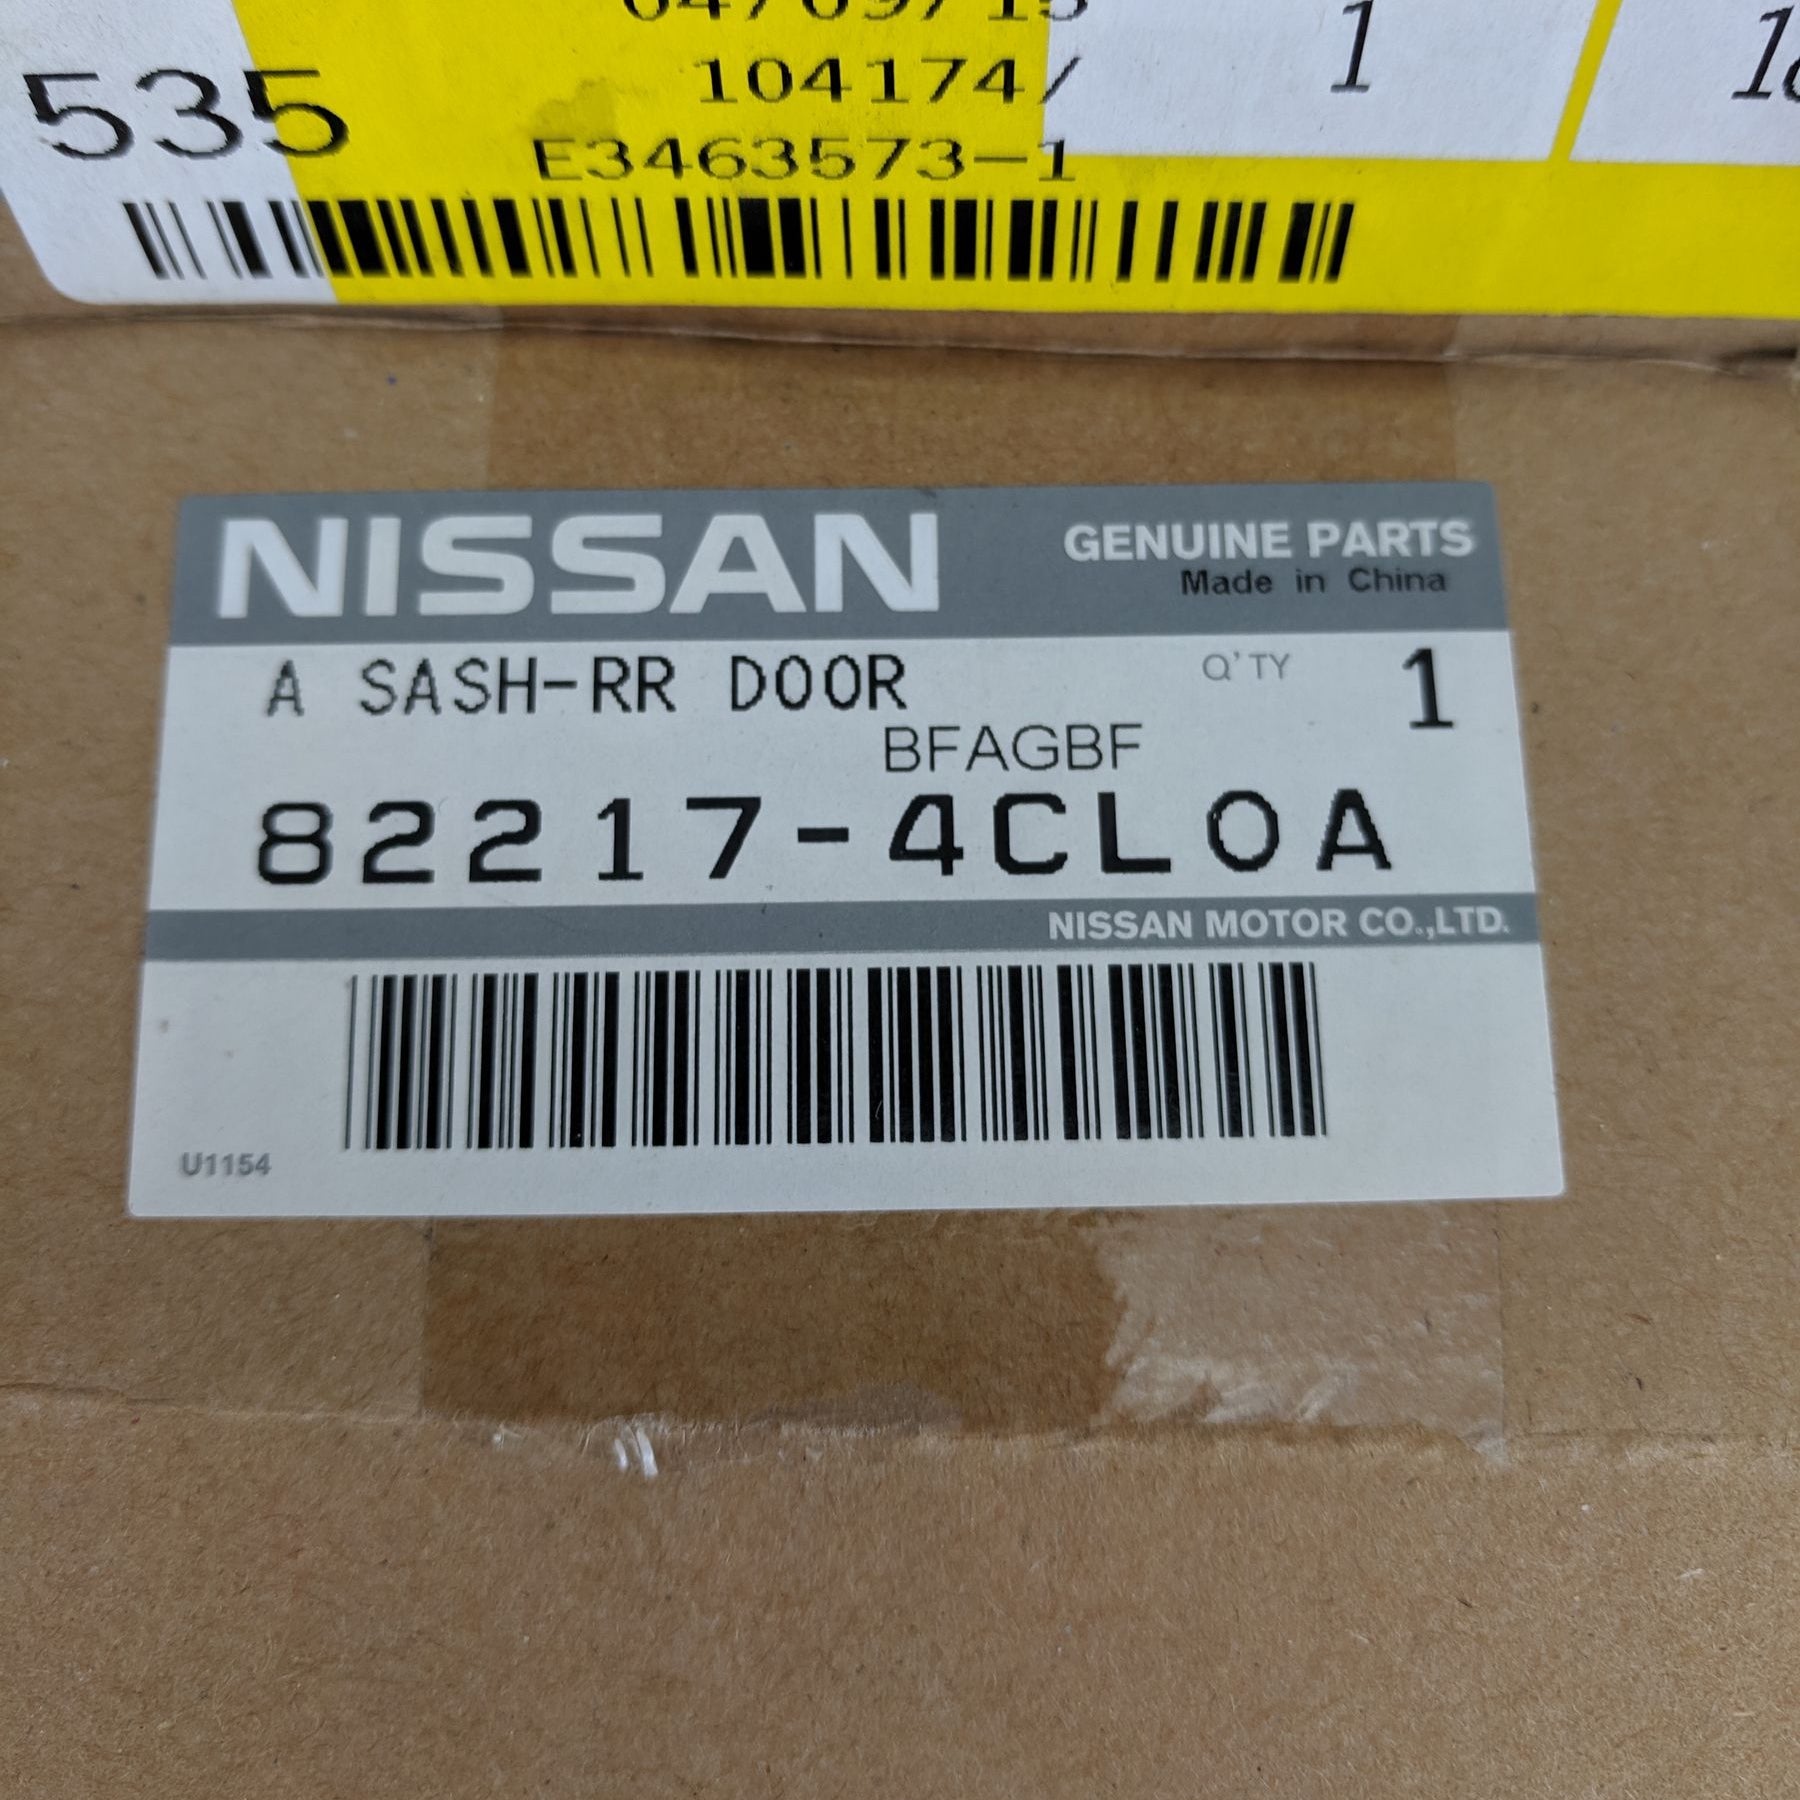 535
104174/
1
E3463573-1
NISSAN
GENUINE PARTS
Made in China
A SASH-RR DOOR
Q'TY 1
BFAGBF
82217-4CL0A
NISSAN MOTOR CO.,LTD.
U1154